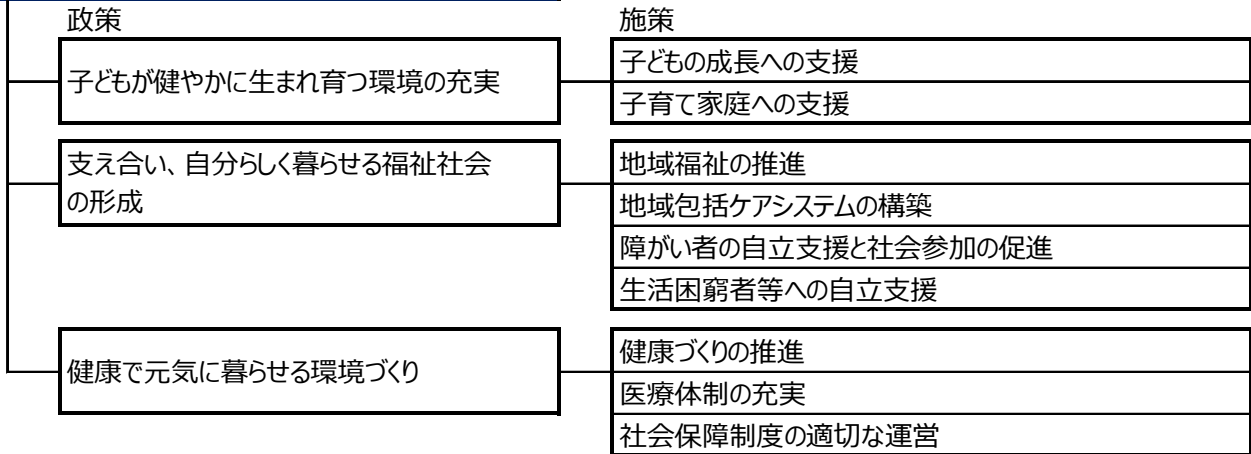 政策
施策
子どもが健やかに生まれ育つ環境の充実
子どもの成長への支援
子育て家庭への支援
支え合い、自分らしく暮らせる福祉社会
の形成
地域福祉の推進
地域包括ケアシステムの構築
障がい者の自立支援と社会参加の促進
生活困窮者等への自立支援
健康で元気に暮らせる環境づくり
健康づくりの推進
医療体制の充実
社会保障制度の適切な運営